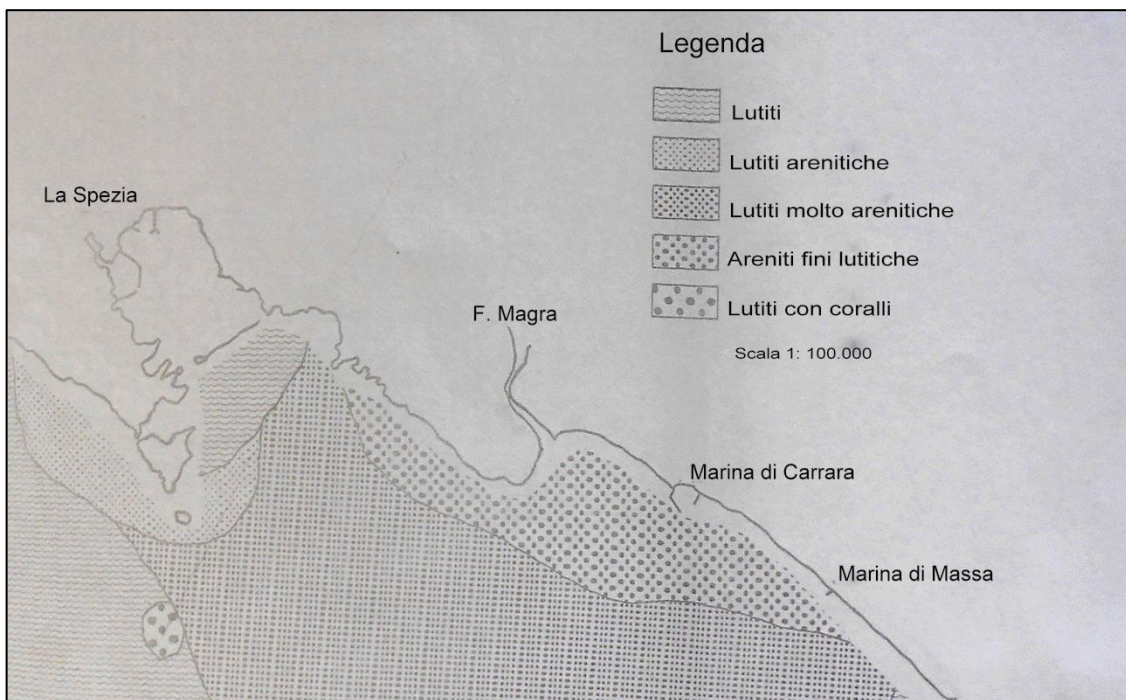 Legenda
Lutiti
Lutiti arenitiche
Lutiti molto arenitiche
Areniti fini lutitiche
Lutiti con coralli
Scala 1: 100.000
La Spezia
F. Magra
Marina di Carrara
Marina di Massa